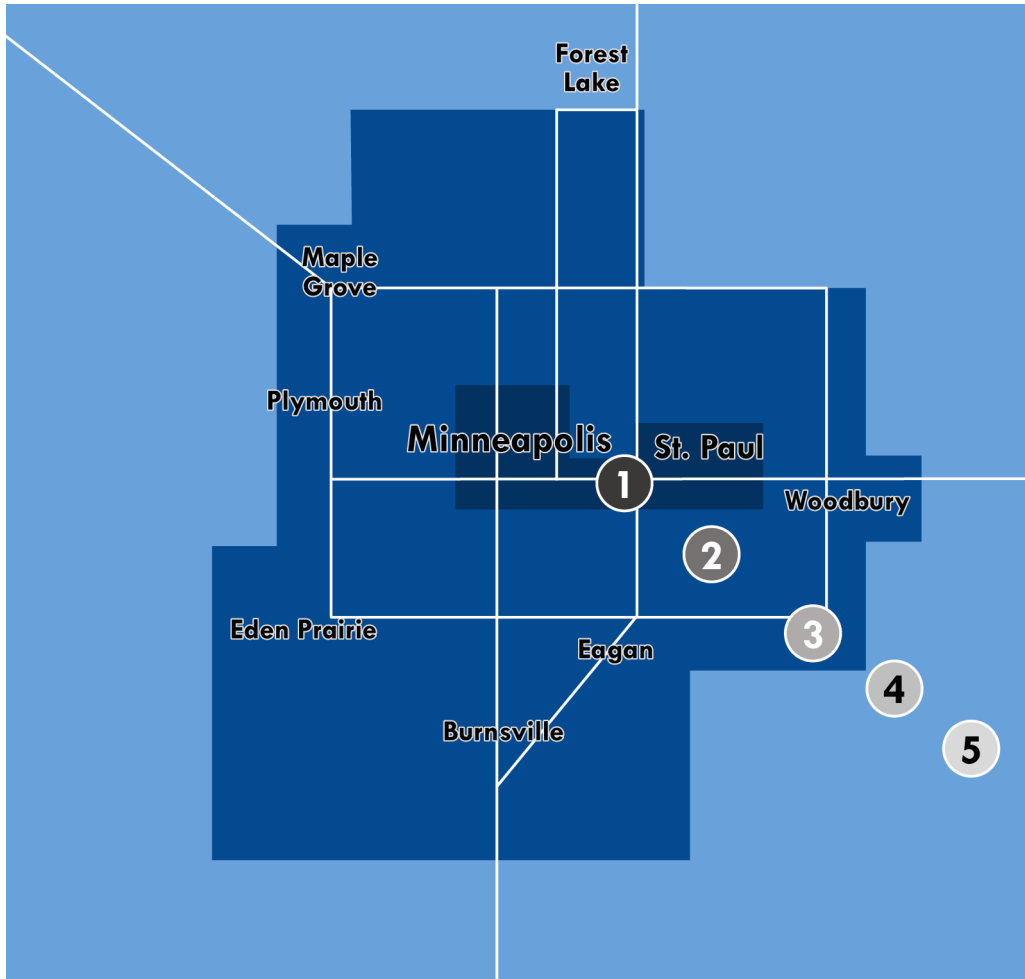 Forest
Lake
Maple
Grove
Plymouth
Minneapolis
St. Paul
1
Woodbury
2
Eden Prairie
3
Eagan
4
Burnsville
5